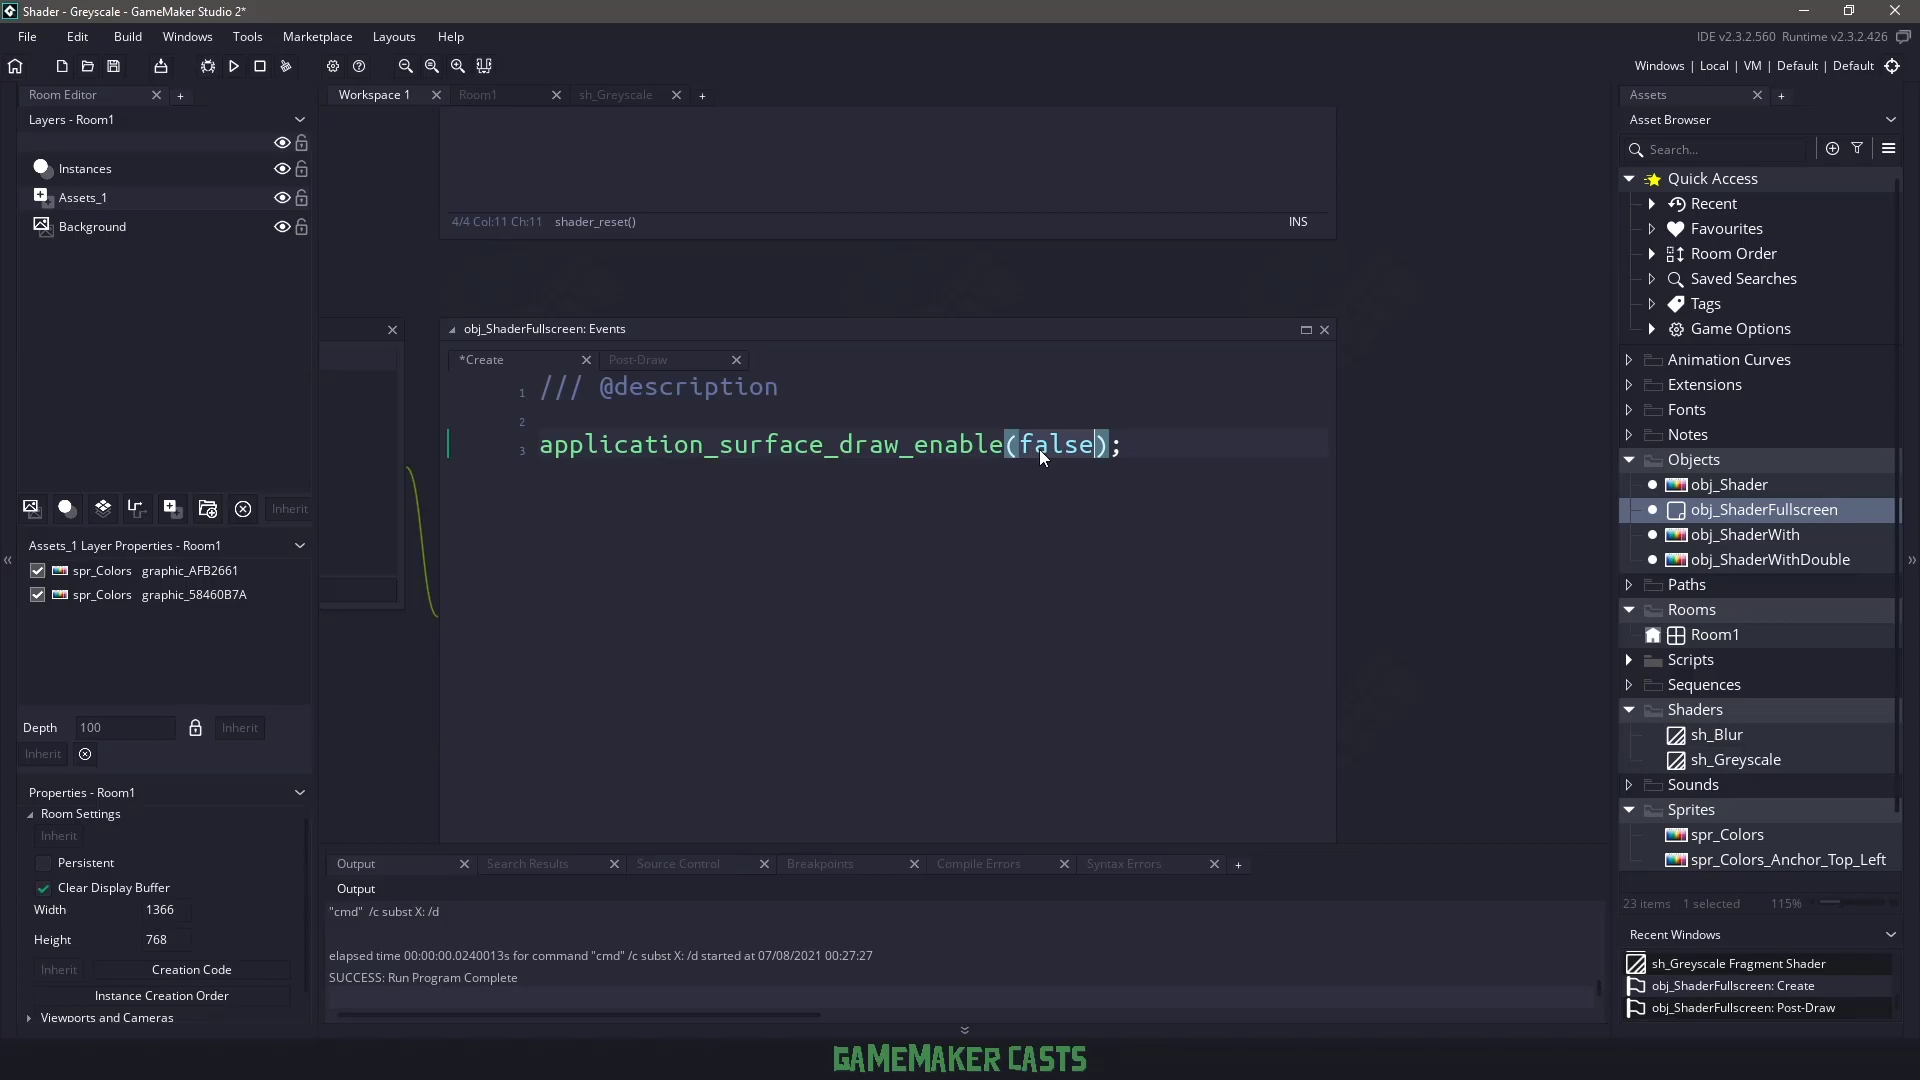 Shader - Greyscale - GameMaker Studio 2*
File Edit Build Windows Tools Marketplace Layouts Help
IDE v2.3.2.560 Runtime v2.3.2.426
Windows | Local | VM | Default | Default
Room Editor
Layers - Room1
Instances
Assets_1
Background
Inherit
Assets_1 Layer Properties - Room1
spr_Colors graphic_AFB2661
spr_Colors graphic_58460B7A
Depth 100 Inherit
Inherit
Properties - Room1
Room Settings
Inherit
Persistent
Clear Display Buffer
Width 1366
Height 768
Inherit Creation Code
Instance Creation Order
Viewports and Cameras
Workspace 1 Room1 sh_Greyscale
4/4 Col:11 Ch:11 shader_reset() INS
obj_ShaderFullscreen: Events
*Create Post-Draw
1 /// @description
2
3 application_surface_draw_enable(false);
Output Search Results Source Control Breakpoints Compile Errors Syntax Errors
Output
"cmd" /c subst X: /d
elapsed time 00:00:00.0240013s for command "cmd" /c subst X: /d started at 07/08/2021 00:27:27
SUCCESS: Run Program Complete
Assets
Asset Browser
Search...
Quick Access
Recent
Favourites
Room Order
Saved Searches
Tags
Game Options
Animation Curves
Extensions
Fonts
Notes
Objects
obj_Shader
obj_ShaderFullscreen
obj_ShaderWith
obj_ShaderWithDouble
Paths
Rooms
Room1
Scripts
Sequences
Shaders
sh_Blur
sh_Greyscale
Sounds
Sprites
spr_Colors
spr_Colors_Anchor_Top_Left
23 items 1 selected 115%
Recent Windows
sh_Greyscale Fragment Shader
obj_ShaderFullscreen: Create
obj_ShaderFullscreen: Post-Draw
GAMEMAKER CASTS